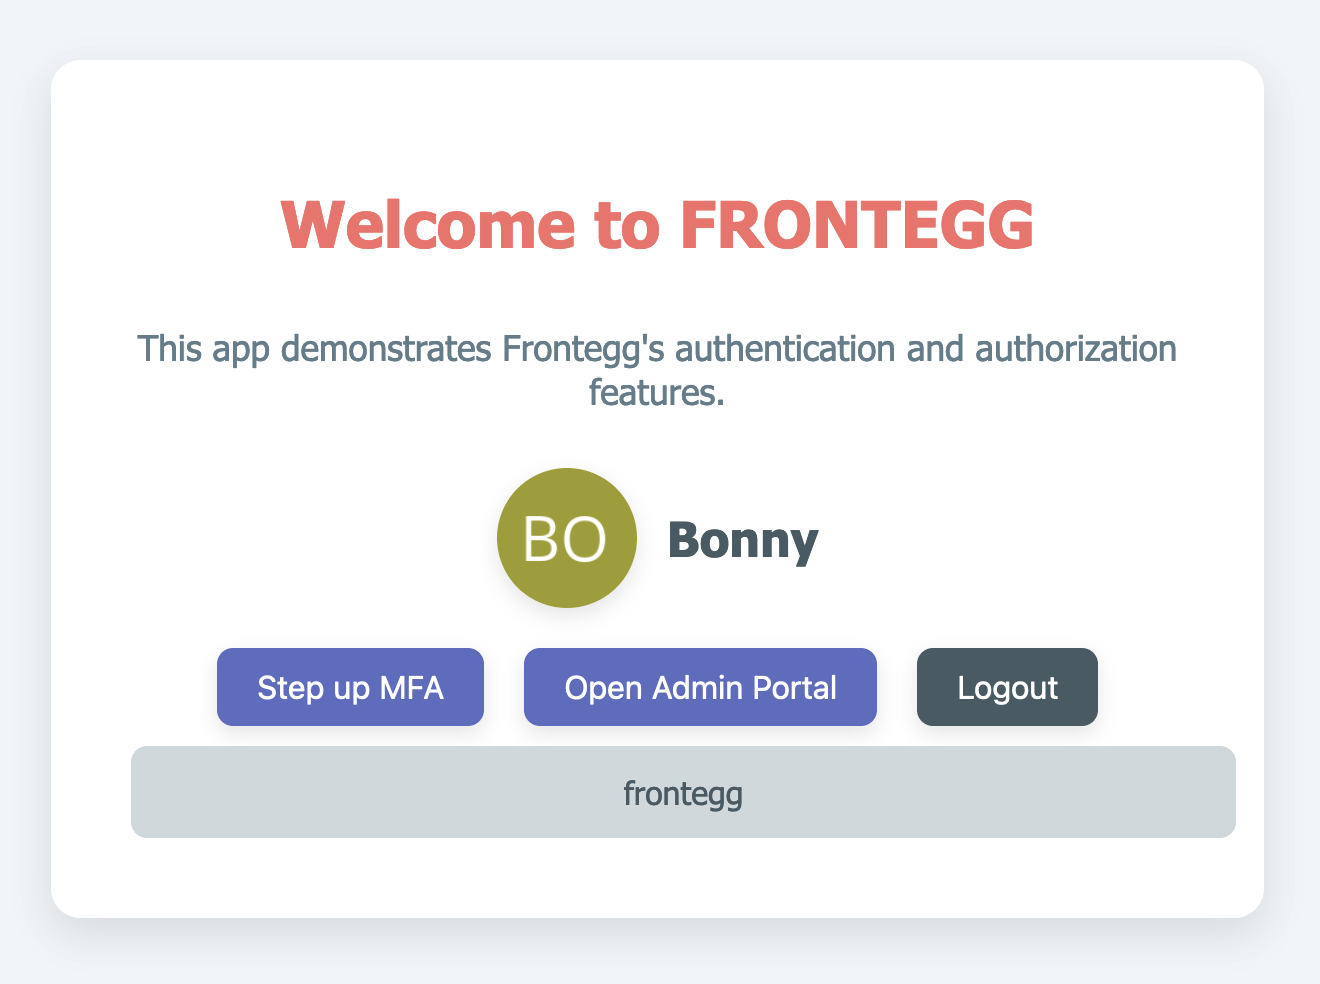 Welcome to FRONTEGG
This app demonstrates Frontegg's authentication and authorization
features.
BO
Bonny
Step up MFA
Open Admin Portal
Logout
frontegg